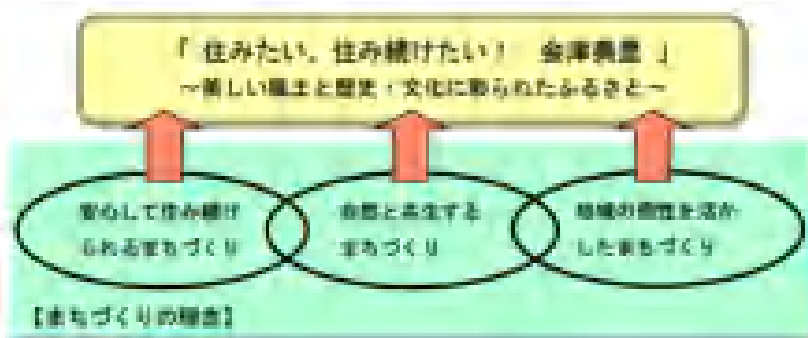 「住みたい、住み続けたい! 会津美里」
〜美しい風土と歴史・文化に彩られたふるさと〜
安心して住み続け
られるまちづくり
自然と共生する
まちづくり
地域の個性を活か
したまちづくり
【まちづくりの理念】